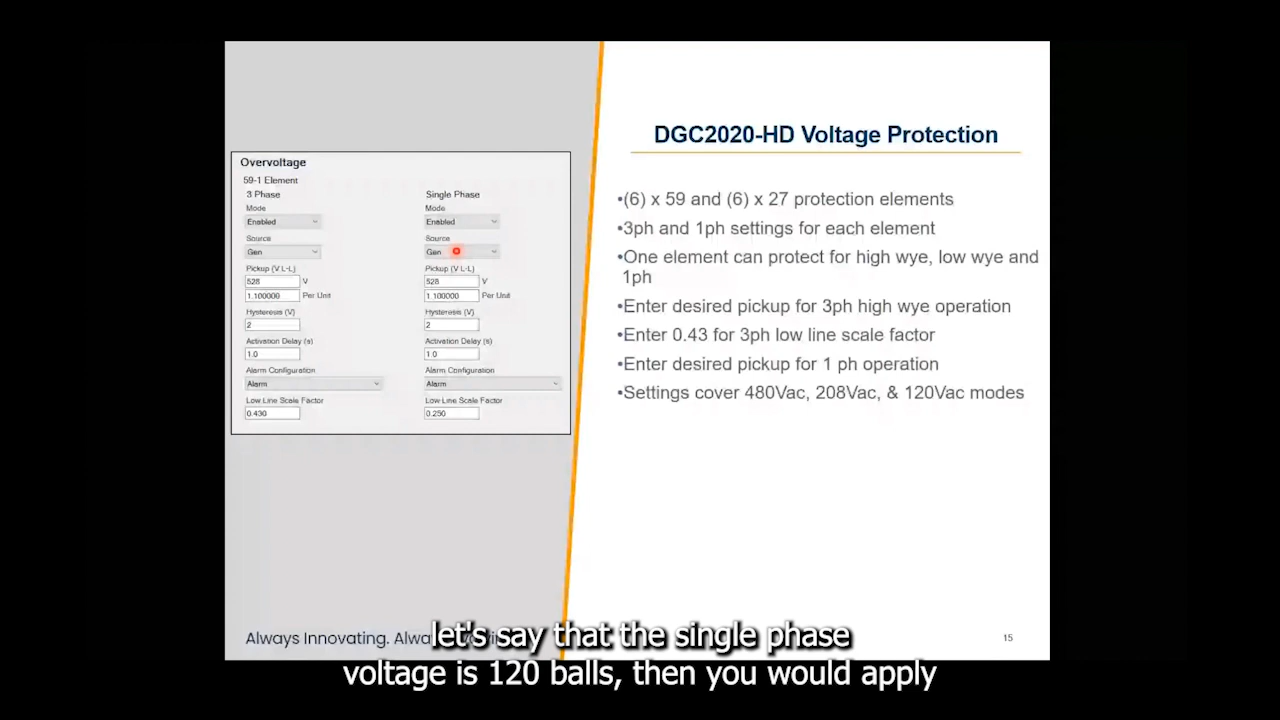 DGC2020-HD Voltage Protection
Overvoltage
59-1 Element
3 Phase Single Phase
Mode Mode
Enabled Enabled
Source Source
Gen Gen
Pickup (V L-L) Pickup (V L-L)
528 V 528 V
1.100000 Per Unit 1.100000 Per Unit
Hysteresis (V) Hysteresis (V)
2 2
Activation Delay (s) Activation Delay (s)
1.0 1.0
Alarm Configuration Alarm Configuration
Alarm Alarm
Low Line Scale Factor Low Line Scale Factor
0.430 0.250
•(6) x 59 and (6) x 27 protection elements
•3ph and 1ph settings for each element
•One element can protect for high wye, low wye and
1ph
•Enter desired pickup for 3ph high wye operation
•Enter 0.43 for 3ph low line scale factor
•Enter desired pickup for 1 ph operation
•Settings cover 480Vac, 208Vac, & 120Vac modes
Always Innovating.
15
let's say that the single phase
voltage is 120 balls, then you would apply